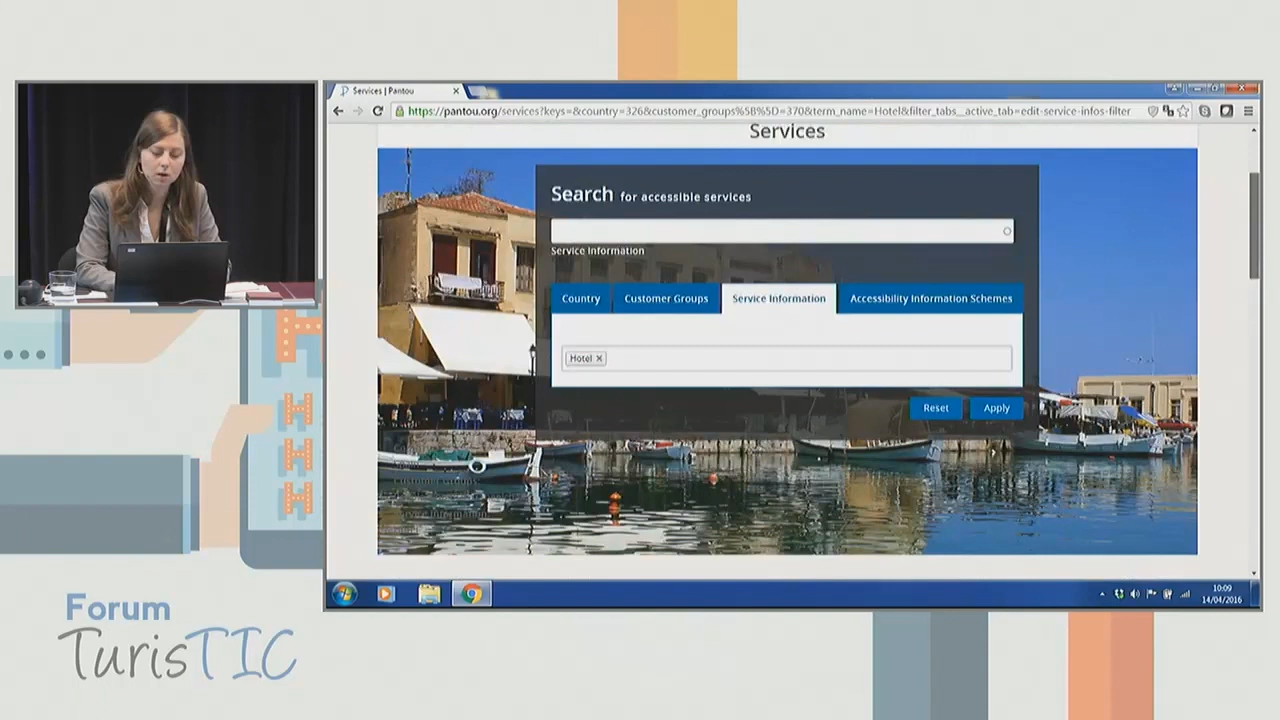 Services | Pantou
https://pantou.org/services?keys=&country=326&customer_groups%5B%5D=370&term_name=Hotel&filter_tabs__active_tab=edit-service-infos-filter
Services
Search for accessible services
Service Information
Country Customer Groups Service Information Accessibility Information Schemes
Hotel
Reset Apply
10:09
14/04/2016
H
H
H
H
Forum
TurisTIC